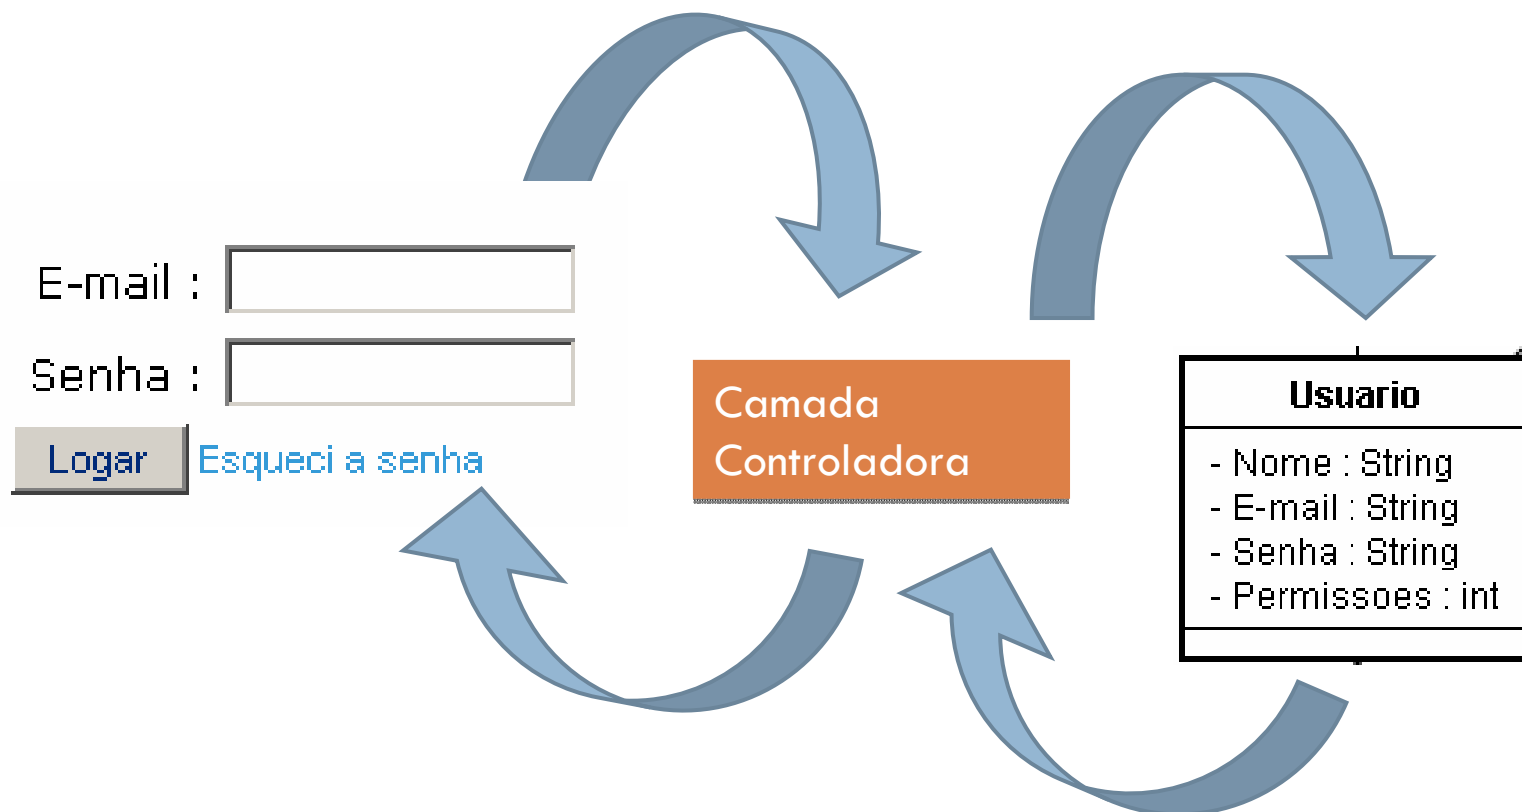 E-mail :
Senha :
Logar Esqueci a senha
Camada
Controladora
Usuario
- Nome : String
- E-mail : String
- Senha : String
- Permissoes : int